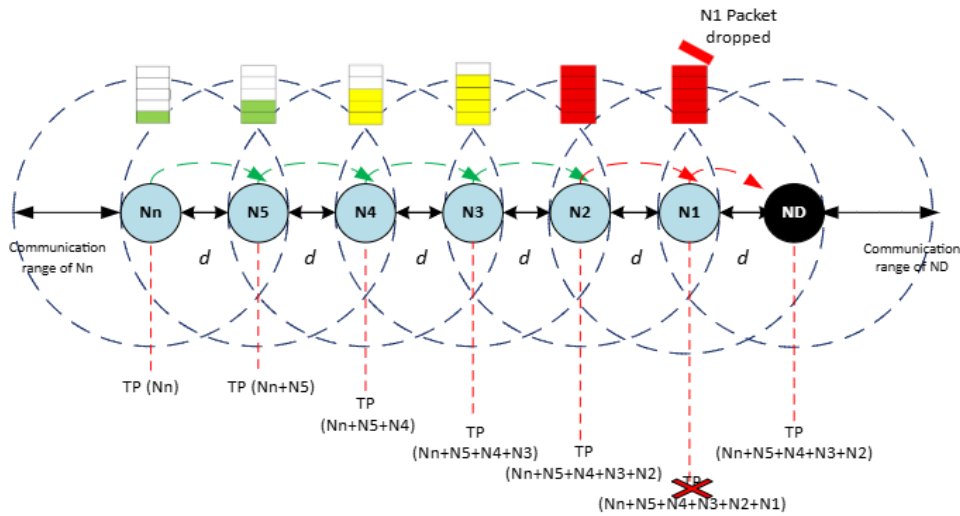 N1 Packet
dropped
Nn
N5
N4
N3
N2
N1
ND
Communication
range of Nn
d
d
d
d
d
d
Communication
range of ND
TP (Nn)
TP (Nn+N5)
TP
(Nn+N5+N4)
TP
(Nn+N5+N4+N3)
TP
(Nn+N5+N4+N3+N2)
TP
(Nn+N5+N4+N3+N2+N1)
TP
(Nn+N5+N4+N3+N2)